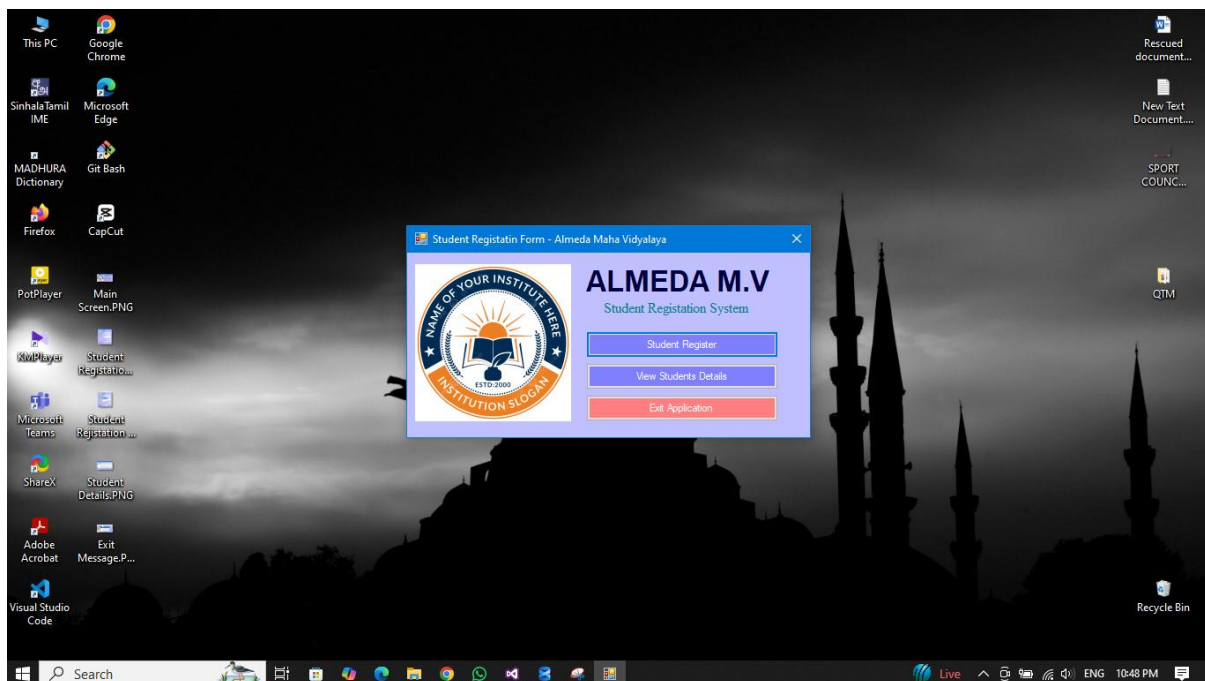 This PC
Google
Chrome
SinhalaTamil
IME
Microsoft
Edge
MADHURA
Dictionary
Git Bash
Firefox
CapCut
PotPlayer
Main
Screen.PNG
KMPlayer
Student
Registatio...
Microsoft
Teams
Student
Rejistation ...
ShareX
Student
Details.PNG
Adobe
Acrobat
Exit
Message.P...
Visual Studio
Code
Student Registatin Form - Almeda Maha Vidyalaya
NAME OF YOUR INSTITUTE HERE
ESTD:2000
INSTITUTION SLOGAN
ALMEDA M.V
Student Registation System
Student Register
View Students Details
Exit Application
Rescued
document...
New Text
Document....
SPORT
COUNC...
QTM
Recycle Bin
Search
Live
ENG
10:48 PM